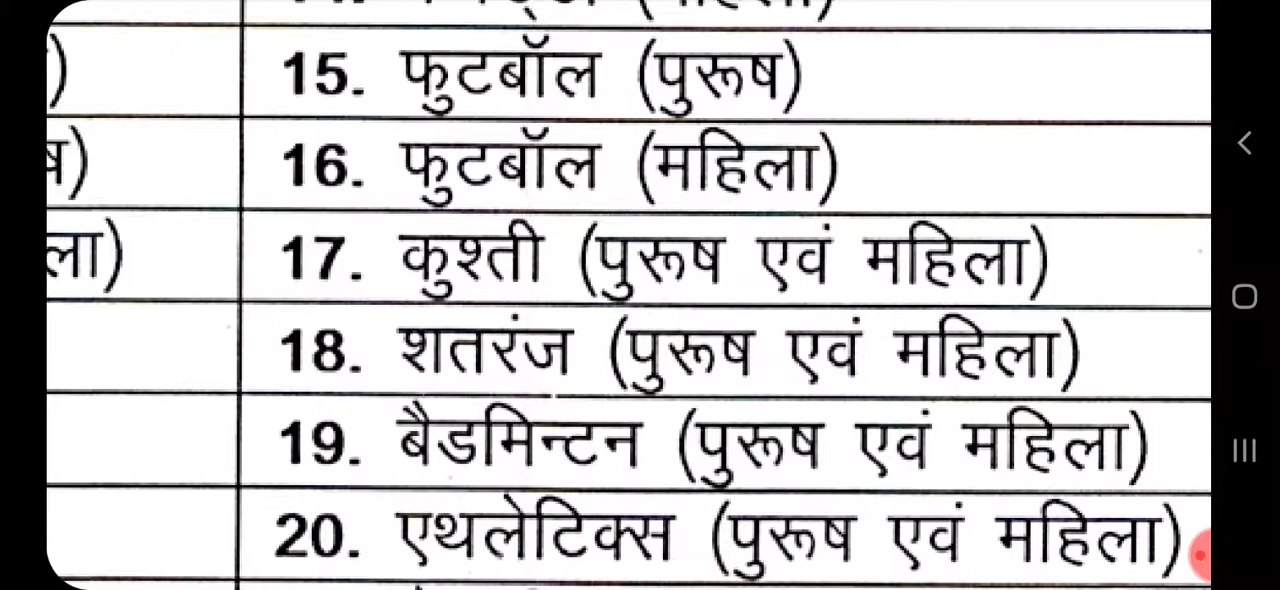 15. फुटबॉल (पुरूष)
16. फुटबॉल (महिला)
17. कुश्ती (पुरूष एवं महिला)
18. शतरंज (पुरूष एवं महिला)
19. बैडमिन्टन (पुरूष एवं महिला)
20. एथलेटिक्स (पुरूष एवं महिला)